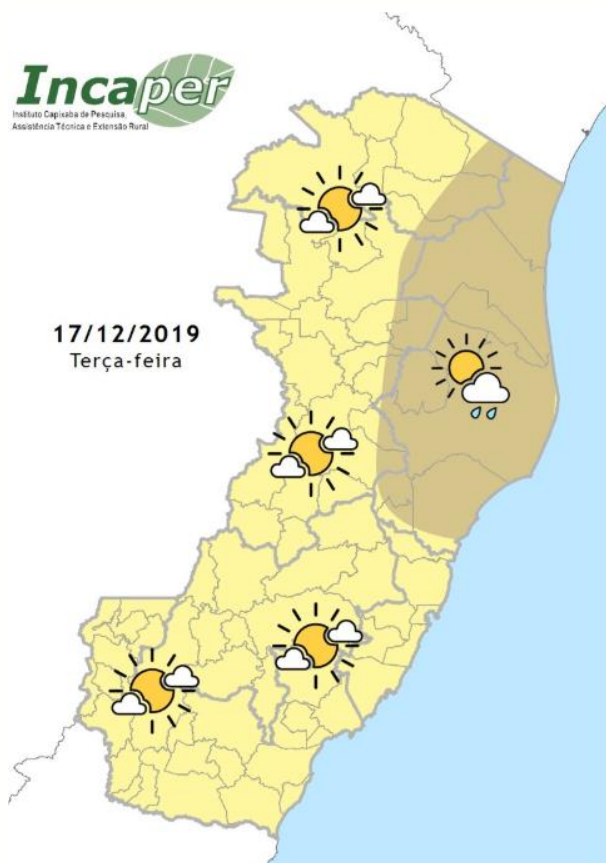 Incaper
Instituto Capixaba de Pesquisa,
Assistência Técnica e Extensão Rural
17/12/2019
Terça-feira